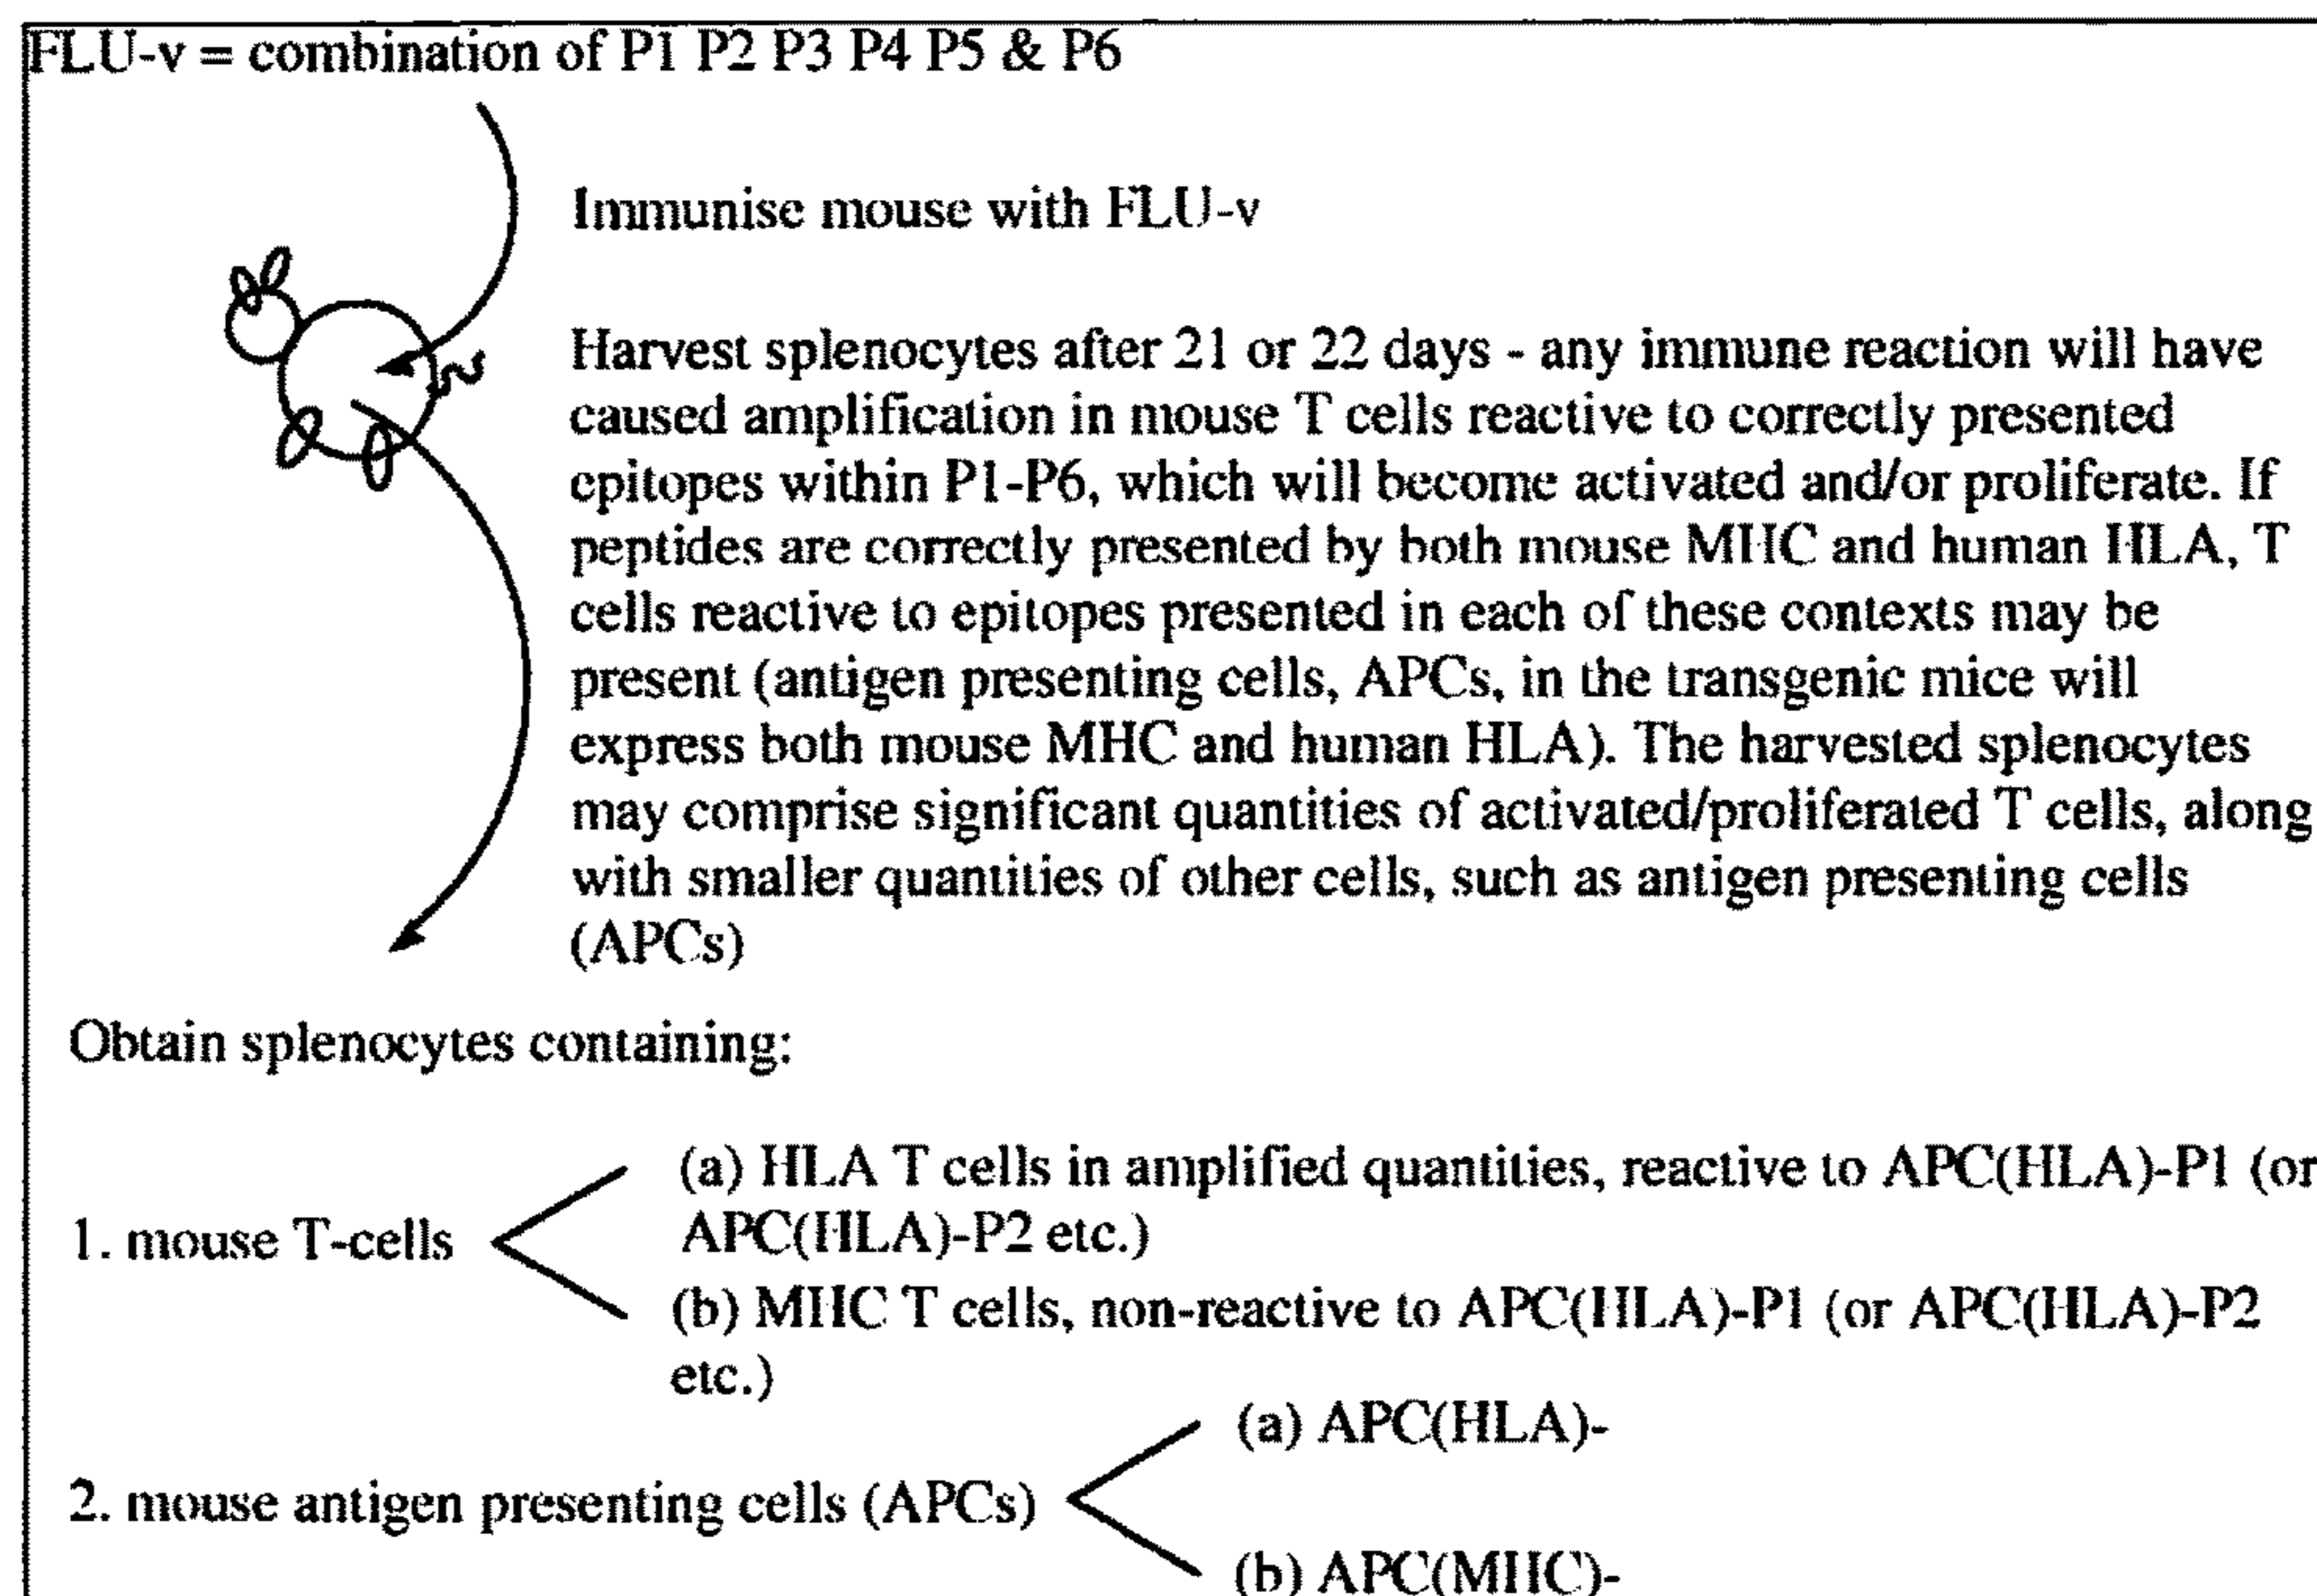 FLU-v = combination of P1 P2 P3 P4 P5 & P6
Immunise mouse with FLU-v
Harvest splenocytes after 21 or 22 days - any immune reaction will have
caused amplification in mouse T cells reactive to correctly presented
epitopes within P1-P6, which will become activated and/or proliferate. If
peptides are correctly presented by both mouse MHC and human HLA, T
cells reactive to epitopes presented in each of these contexts may be
present (antigen presenting cells, APCs, in the transgenic mice will
express both mouse MHC and human HLA). The harvested splenocytes
may comprise significant quantities of activated/proliferated T cells, along
with smaller quantities of other cells, such as antigen presenting cells
(APCs)
Obtain splenocytes containing:
(a) HLA T cells in amplified quantities, reactive to APC(HLA)-P1 (or
APC(HLA)-P2 etc.)
1. mouse T-cells
(b) MHC T cells, non-reactive to APC(HLA)-P1 (or APC(HLA)-P2
etc.)
(a) APC(HLA)-
2. mouse antigen presenting cells (APCs)
(b) APC(MHC)-